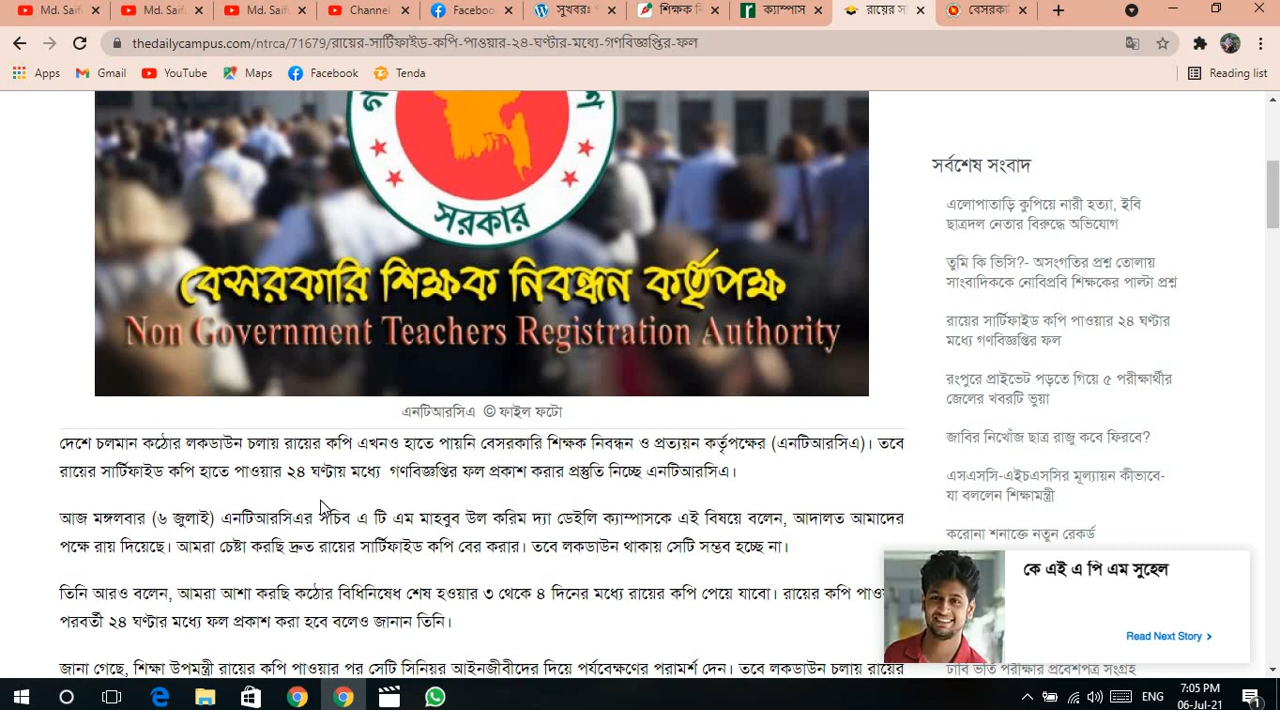 Md. Saifu
Md. Saifu
Md. Saifu
Channel
Faceboo
সুখবরঃ
শিক্ষক নি
ক্যাম্পাস
রায়ের সা
বেসরকা
thedailycampus.com/ntrca/71679/রায়ের-সার্টিফাইড-কপি-পাওয়ার-২৪-ঘণ্টার-মধ্যে-গণবিজ্ঞপ্তির-ফল
Apps Gmail YouTube Maps Facebook Tenda Reading list
সরকার
বেসরকারি শিক্ষক নিবন্ধন কর্তৃপক্ষ
Non Government Teachers Registration Authority
এনটিআরসিএ © ফাইল ফটো
দেশে চলমান কঠোর লকডাউন চলায় রায়ের কপি এখনও হাতে পায়নি বেসরকারি শিক্ষক নিবন্ধন ও প্রত্যয়ন কর্তৃপক্ষের (এনটিআরসিএ)। তবে
রায়ের সার্টিফাইড কপি হাতে পাওয়ার ২৪ ঘণ্টায় মধ্যে গণবিজ্ঞপ্তির ফল প্রকাশ করার প্রস্তুতি নিচ্ছে এনটিআরসিএ।
আজ মঙ্গলবার (৬ জুলাই) এনটিআরসিএর সচিব এ টি এম মাহবুব উল করিম দ্যা ডেইলি ক্যাম্পাসকে এই বিষয়ে বলেন, আদালত আমাদের
পক্ষে রায় দিয়েছে। আমরা চেষ্টা করছি দ্রুত রায়ের সার্টিফাইড কপি বের করার। তবে লকডাউন থাকায় সেটি সম্ভব হচ্ছে না।
তিনি আরও বলেন, আমরা আশা করছি কঠোর বিধিনিষেধ শেষ হওয়ার ৩ থেকে ৪ দিনের মধ্যে রায়ের কপি পেয়ে যাবো। রায়ের কপি
পরবর্তী ২৪ ঘণ্টার মধ্যে ফল প্রকাশ করা হবে বলেও জানান তিনি।
জানা গেছে, শিক্ষা উপমন্ত্রী রায়ের কপি পাওয়ার পর সেটি সিনিয়র আইনজীবীদের দিয়ে পর্যবেক্ষণের পরামর্শ দেন। তবে লকডাউন চলায় রায়ের
সর্বশেষ সংবাদ
এলোপাতাড়ি কুপিয়ে নারী হত্যা, ইবি
ছাত্রদল নেতার বিরুদ্ধে অভিযোগ
তুমি কি ভিসি?- অসংগতির প্রশ্ন তোলায়
সাংবাদিককে নোবিপ্রবি শিক্ষকের পাল্টা প্রশ্ন
রায়ের সার্টিফাইড কপি পাওয়ার ২৪ ঘণ্টার
মধ্যে গণবিজ্ঞপ্তির ফল
রংপুরে প্রাইভেট পড়তে গিয়ে ৫ পরীক্ষার্থীর
জেলের খবরটি ভুয়া
জাবির নিখোঁজ ছাত্র রাজু কবে ফিরবে?
এসএসসি-এইচএসসির মূল্যায়ন কীভাবে-
যা বললেন শিক্ষামন্ত্রী
করোনা শনাক্তে নতুন রেকর্ড
কে এই এ পি এম সুহেল
Read Next Story
ঢাবি ভর্তি পরীক্ষার প্রবেশপত্র সংগ্রহ
ENG
7:05 PM
06-Jul-21